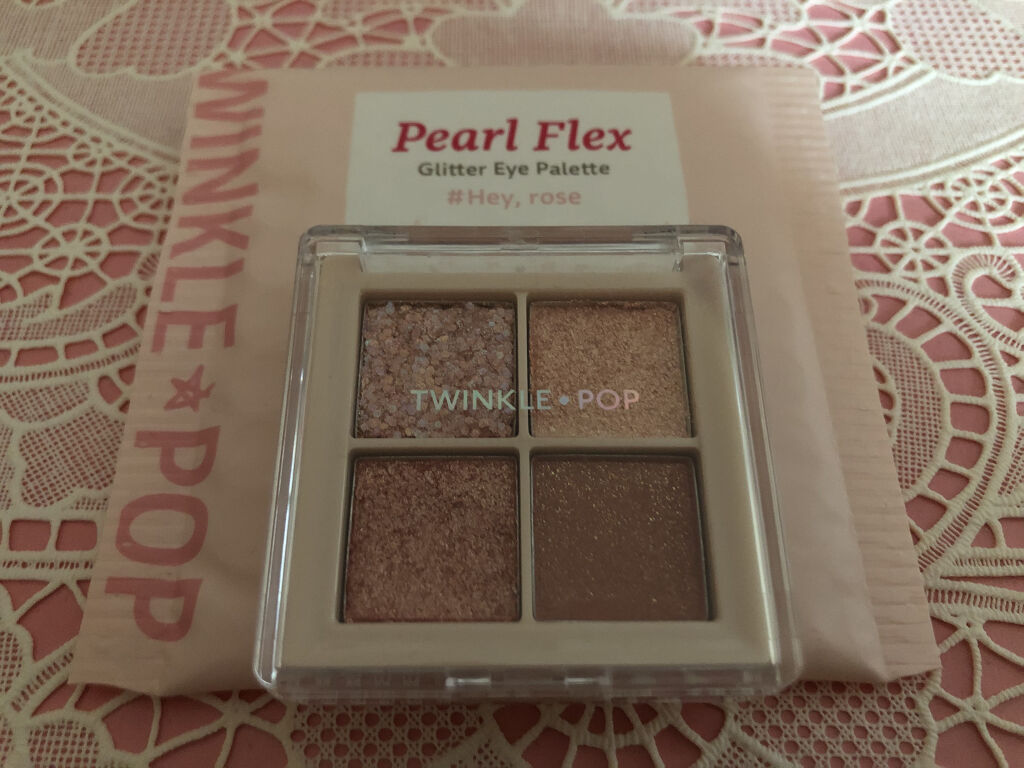 Pearl Flex
Glitter Eye Palette
#Hey, rose
WINKLE★POP
TWINKLE•POP